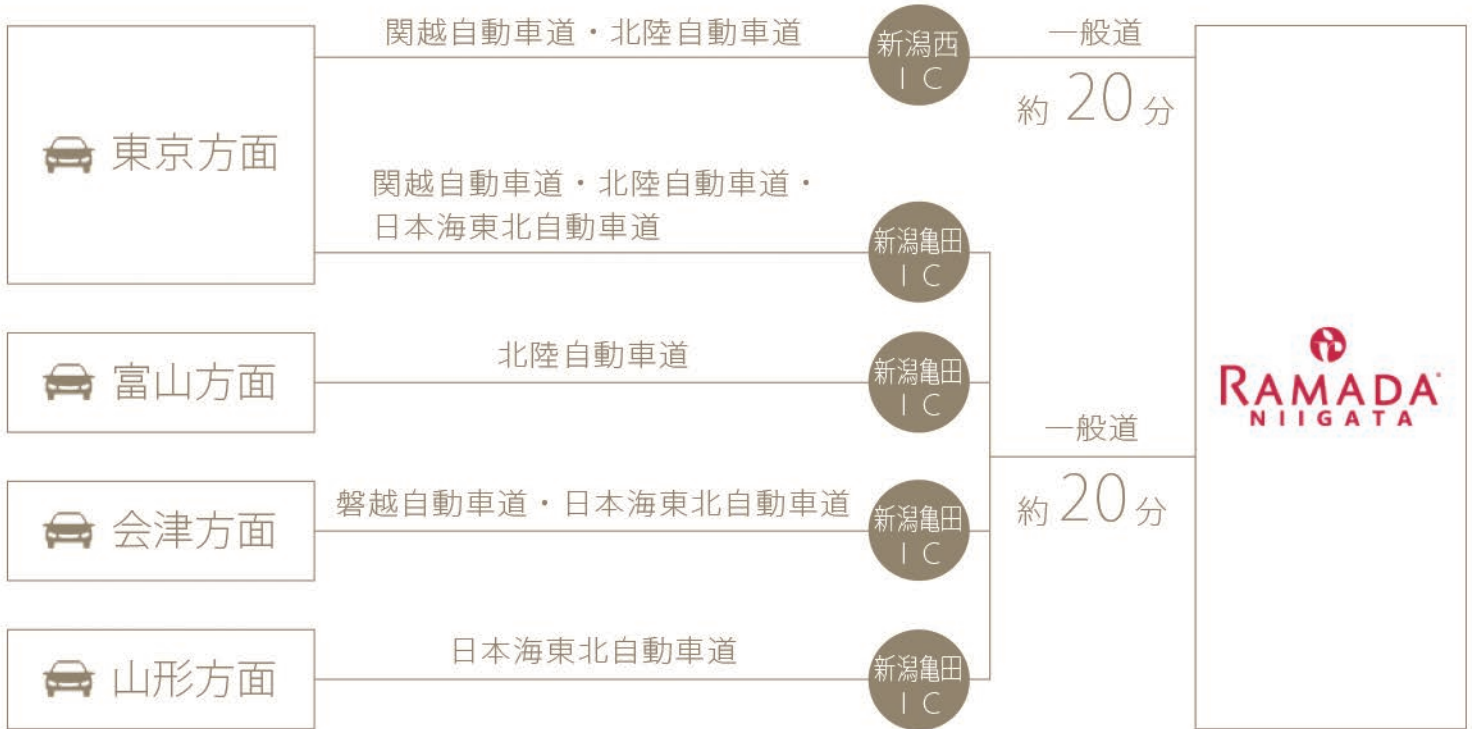 東京方面
関越自動車道・北陸自動車道
新潟西
IC
一般道
約20分
関越自動車道・北陸自動車道・
日本海東北自動車道
新潟亀田
IC
富山方面
北陸自動車道
新潟亀田
IC
会津方面
磐越自動車道・日本海東北自動車道
新潟亀田
IC
山形方面
日本海東北自動車道
新潟亀田
IC
一般道
約20分
RAMADA
NIIGATA